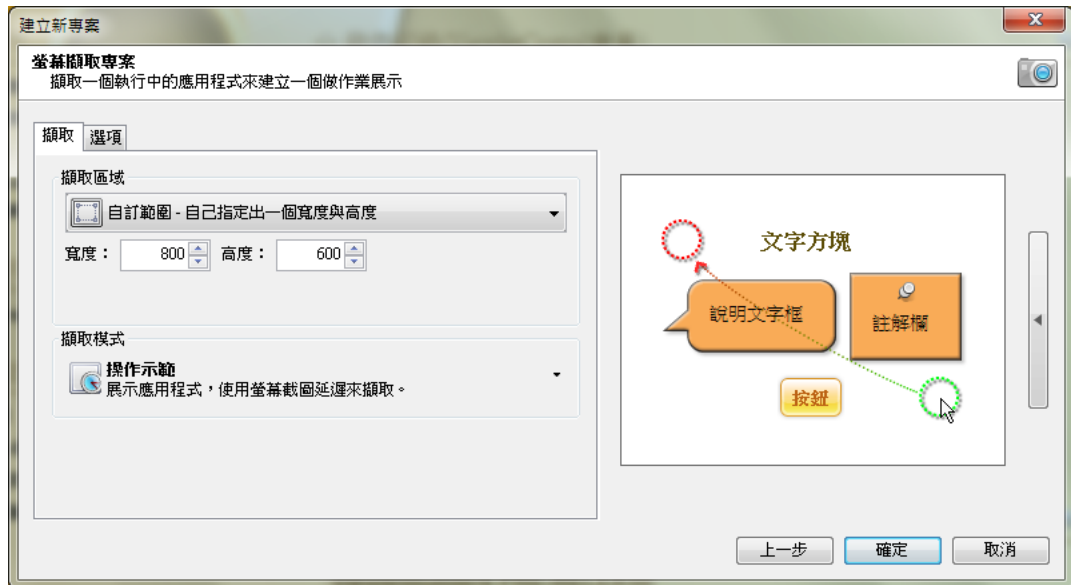 建立新專案
螢幕擷取專案
擷取一個執行中的應用程式來建立一個做作業展示
擷取 選項
擷取區域
自訂範圍 - 自己指定出一個寬度與高度
寬度： 800 高度： 600
擷取模式
操作示範
展示應用程式，使用螢幕截圖延遲來擷取。
文字方塊
說明文字框
註解欄
按鈕
上一步 確定 取消